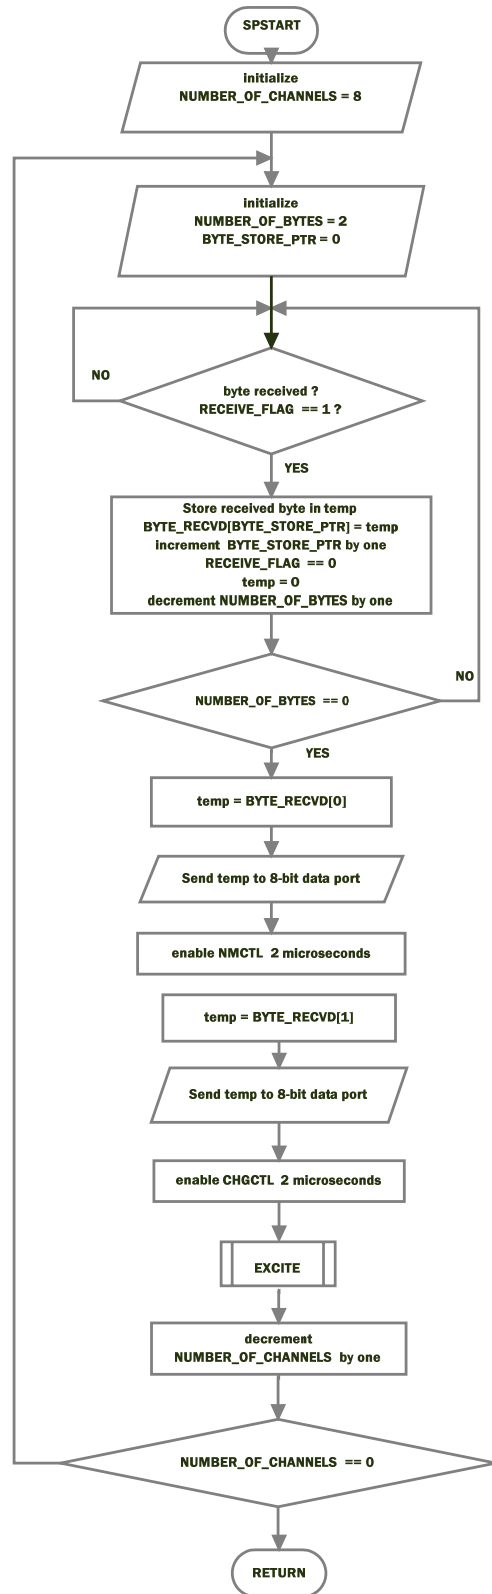 SPSTART
initialize
NUMBER_OF_CHANNELS = 8
initialize
NUMBER_OF_BYTES = 2
BYTE_STORE_PTR = 0
NO
byte received ?
RECEIVE_FLAG == 1 ?
YES
Store received byte in temp
BYTE_RECVD[BYTE_STORE_PTR] = temp
increment BYTE_STORE_PTR by one
RECEIVE_FLAG == 0
temp = 0
decrement NUMBER_OF_BYTES by one
NO
NUMBER_OF_BYTES == 0
YES
temp = BYTE_RECVD[0]
Send temp to 8-bit data port
enable NMCTL 2 microseconds
temp = BYTE_RECVD[1]
Send temp to 8-bit data port
enable CHGCTL 2 microseconds
EXCITE
decrement
NUMBER_OF_CHANNELS by one
NUMBER_OF_CHANNELS == 0
RETURN